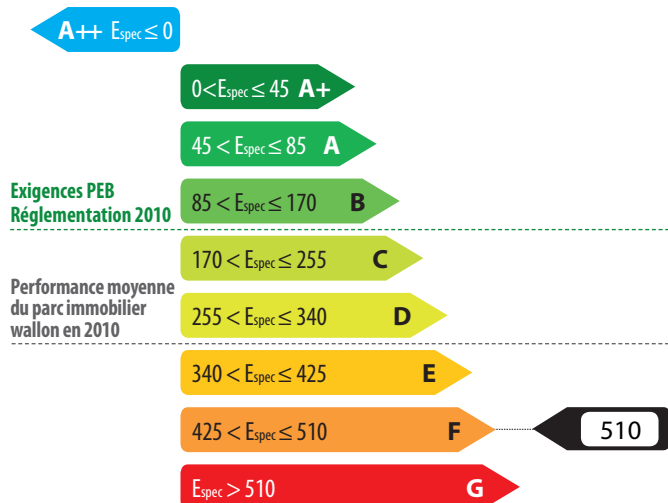 A++ Espec ≤ 0
0 < Espec ≤ 45 A+
45 < Espec ≤ 85 A
Exigences PEB
Réglementation 2010
85 < Espec ≤ 170 B
170 < Espec ≤ 255 C
Performance moyenne
du parc immobilier
wallon en 2010
255 < Espec ≤ 340 D
340 < Espec ≤ 425 E
425 < Espec ≤ 510 F 510
Espec > 510 G